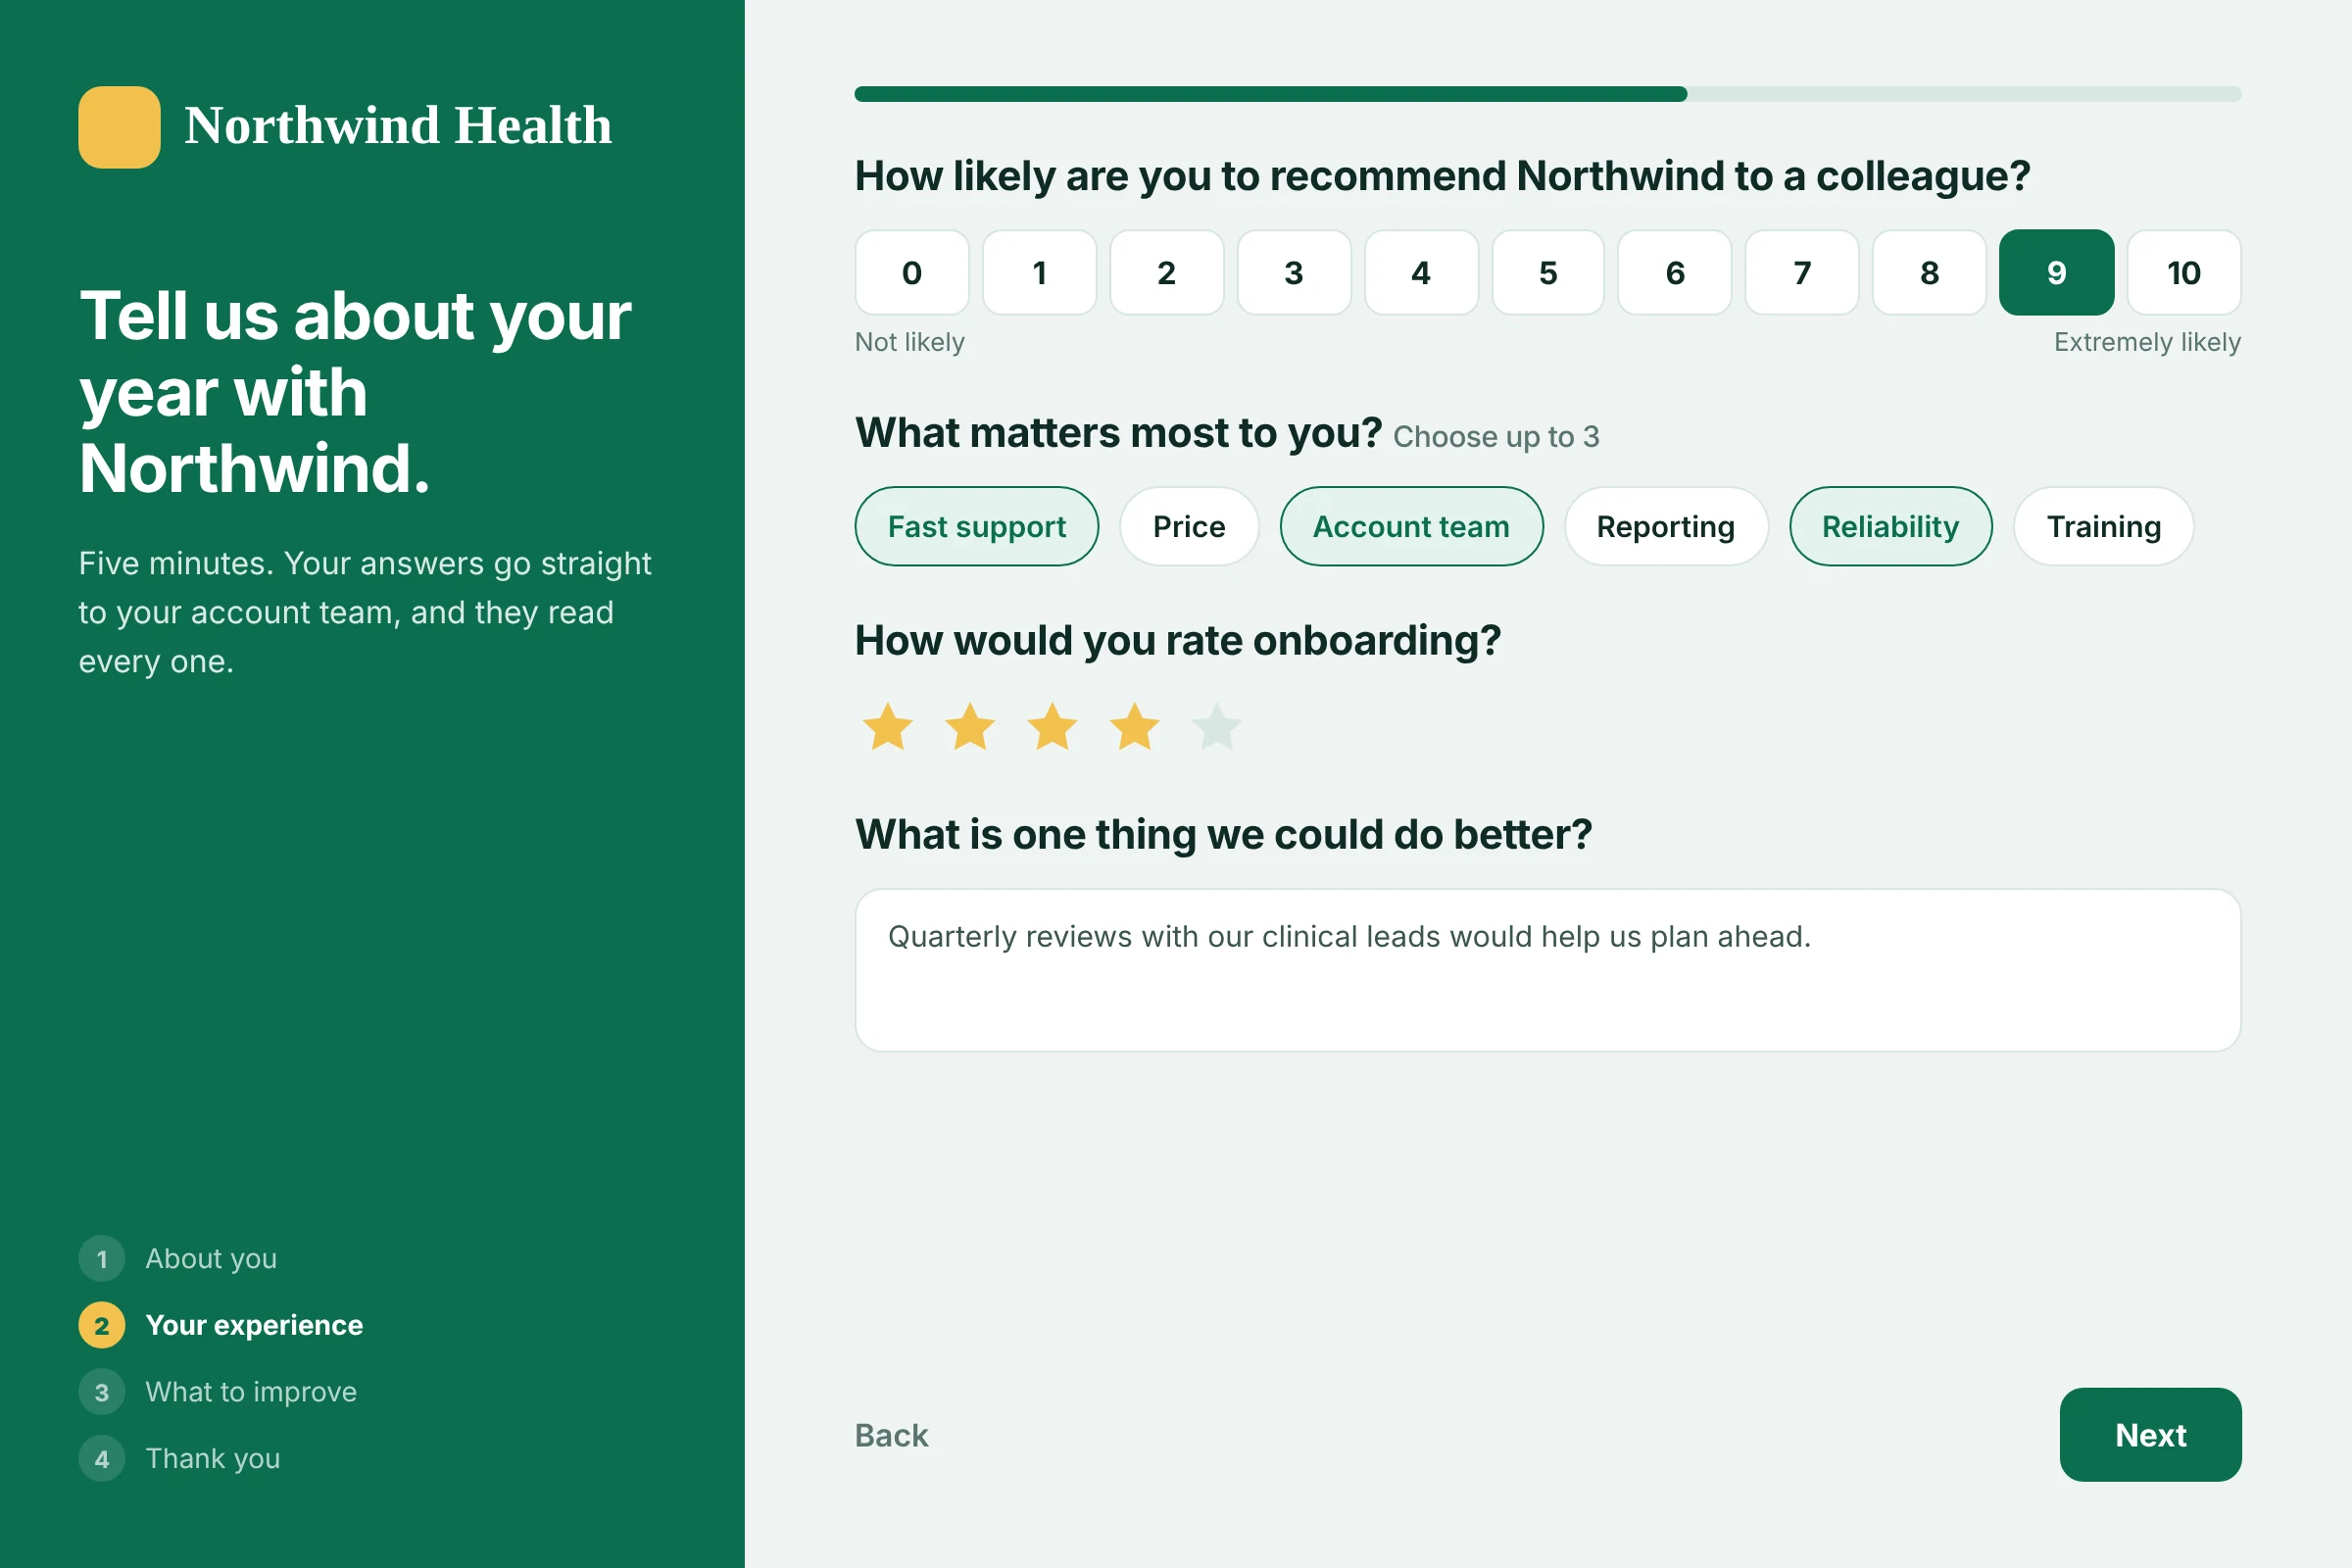 Northwind Health
Tell us about your
year with
Northwind.
Five minutes. Your answers go straight
to your account team, and they read
every one.
1 About you
2 Your experience
3 What to improve
4 Thank you
How likely are you to recommend Northwind to a colleague?
0 1 2 3 4 5 6 7 8 9 10
Not likely Extremely likely
What matters most to you? Choose up to 3
Fast support Price Account team Reporting Reliability Training
How would you rate onboarding?
What is one thing we could do better?
Quarterly reviews with our clinical leads would help us plan ahead.
Back Next